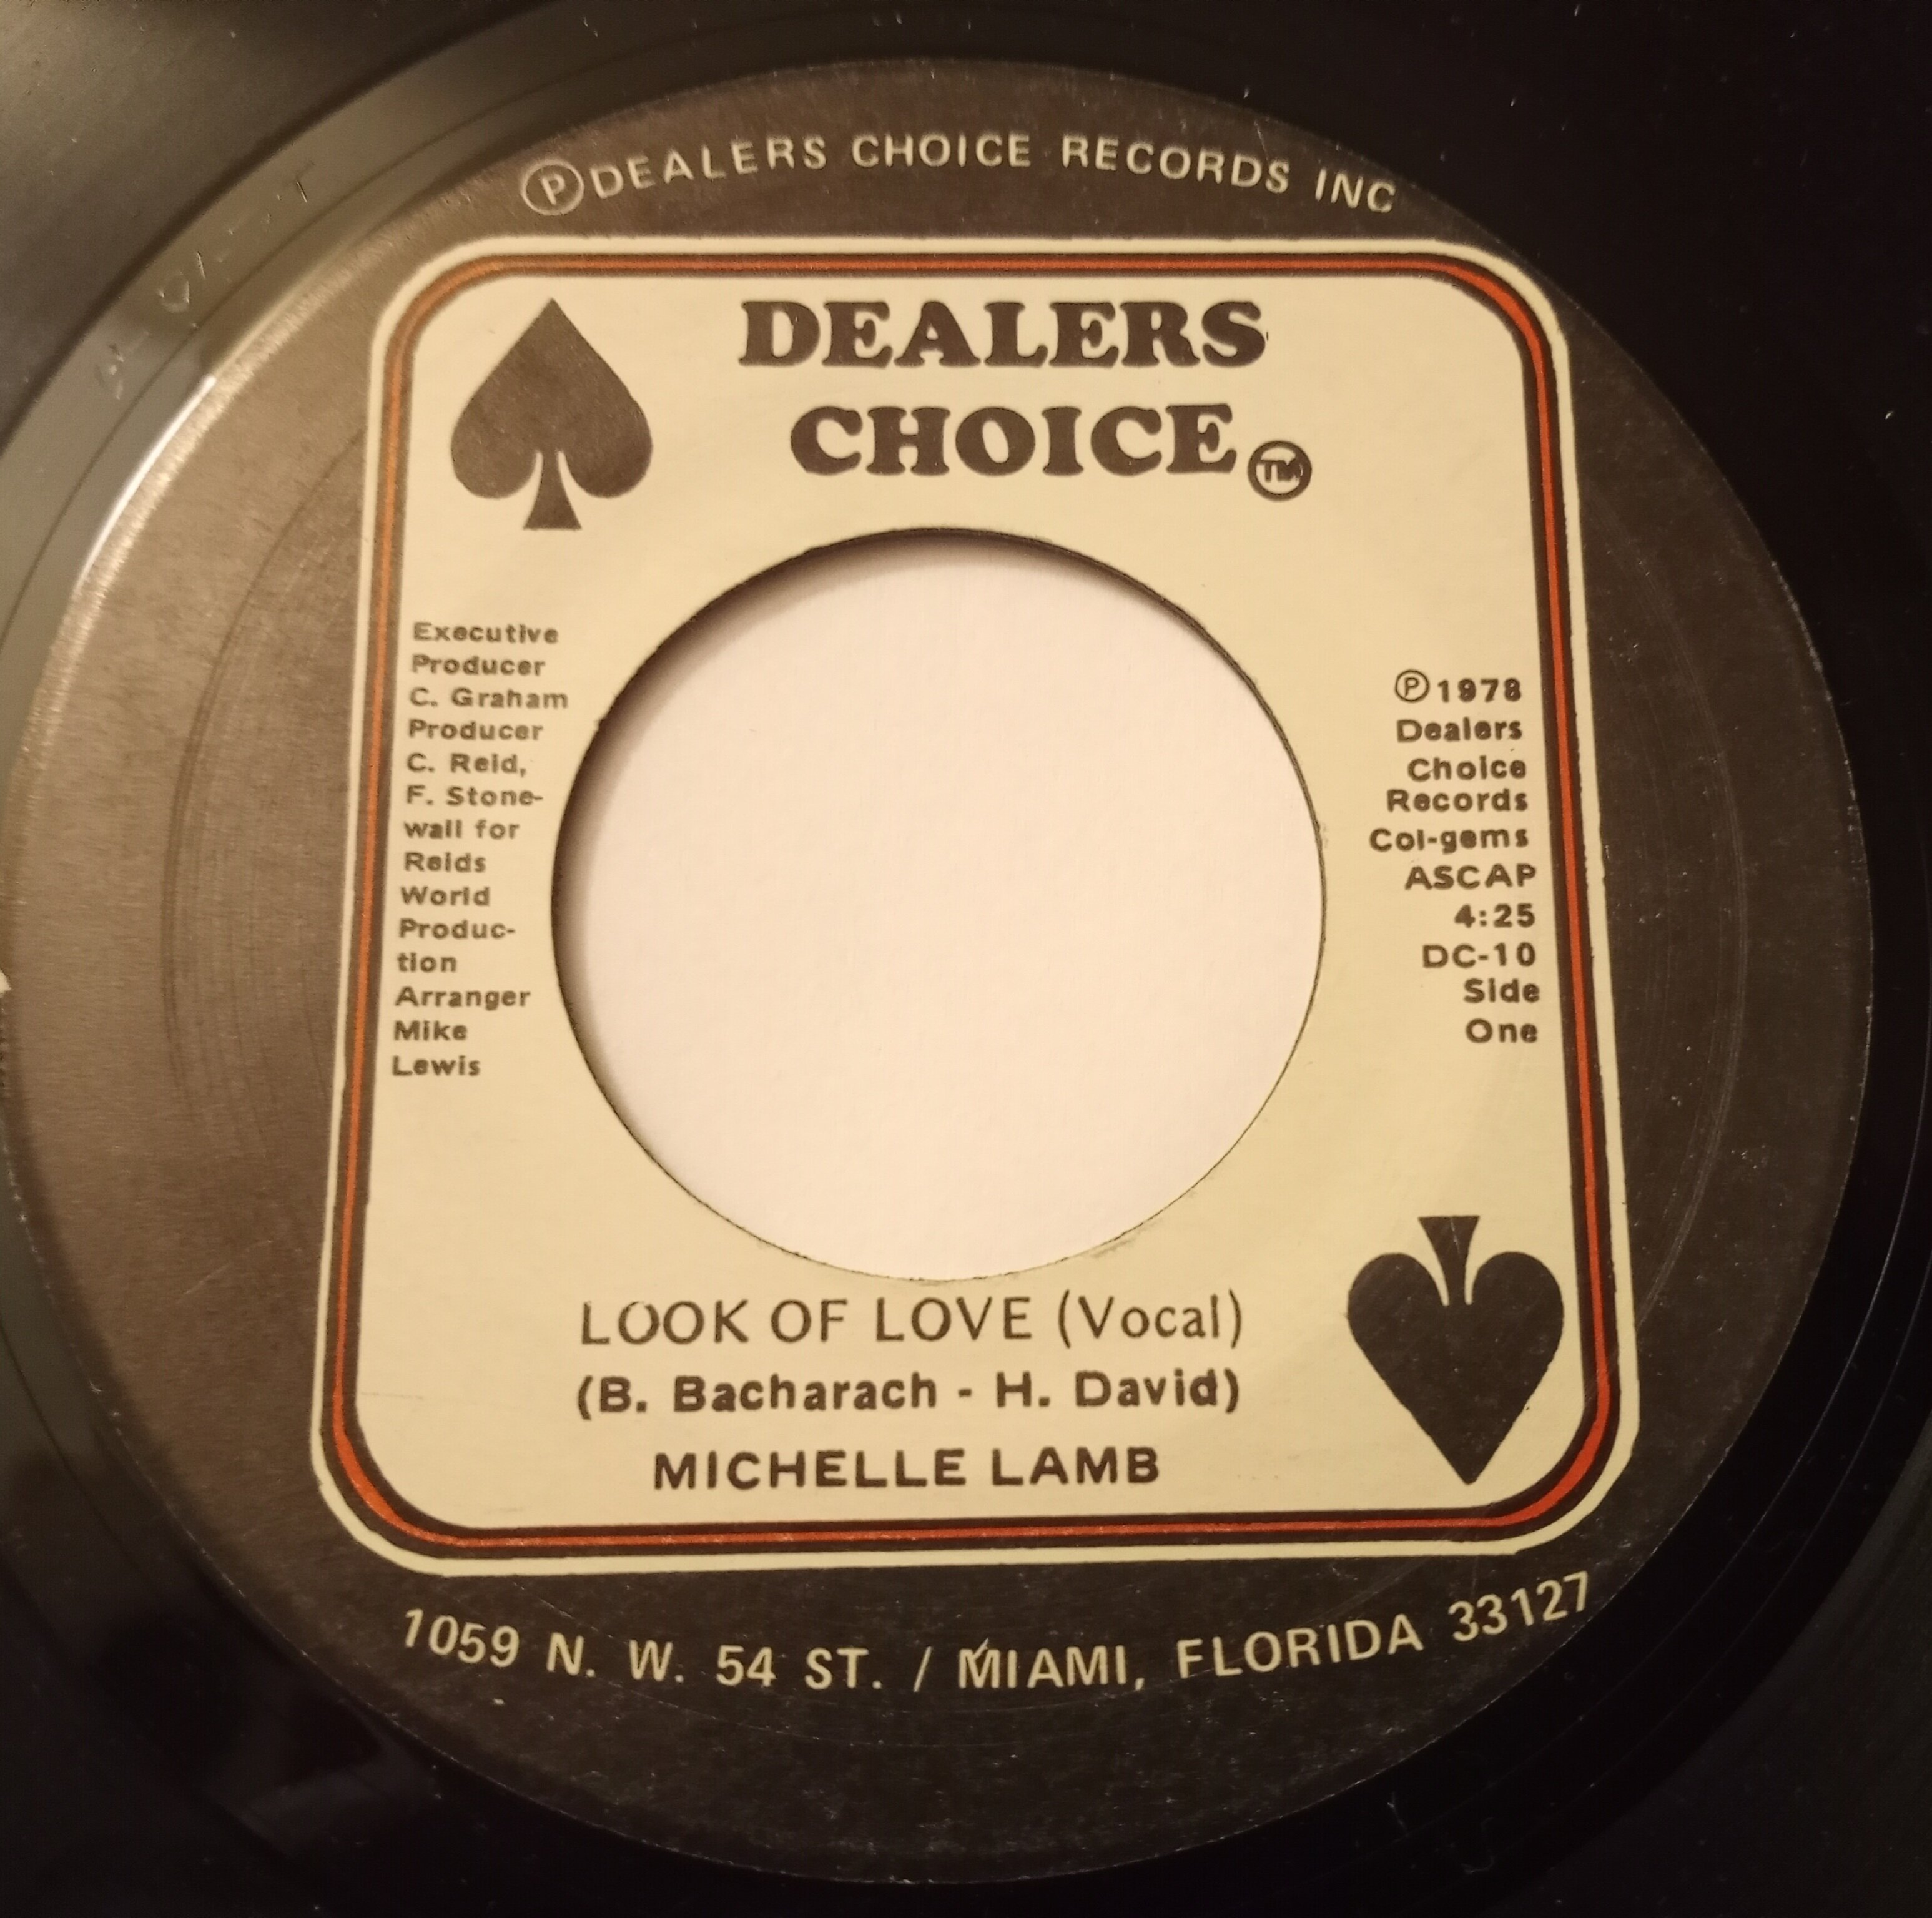 ⓅDEALERS CHOICE RECORDS INC
DEALERS
CHOICE TM
Executive
Producer
C. Graham
Producer
C. Reid,
F. Stone-
wall for
Reids
World
Produc-
tion
Arranger
Mike
Lewis
Ⓟ1978
Dealers
Choice
Records
Col-gems
ASCAP
4:25
DC-10
Side
One
LOOK OF LOVE (Vocal)
(B. Bacharach - H. David)
MICHELLE LAMB
1059 N. W. 54 ST. / MIAMI, FLORIDA 33127